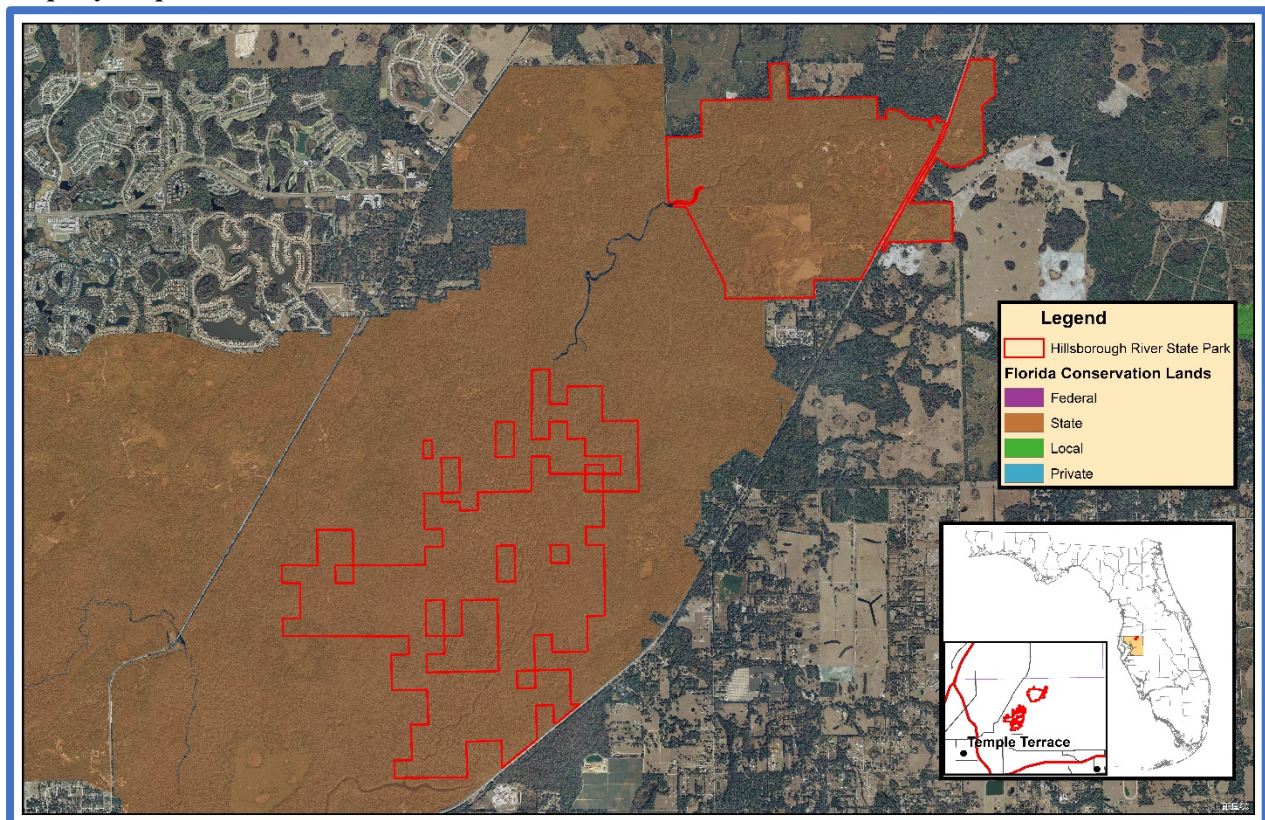 Legend
Hillsborough River State Park
Florida Conservation Lands
Federal
State
Local
Private
Temple Terrace